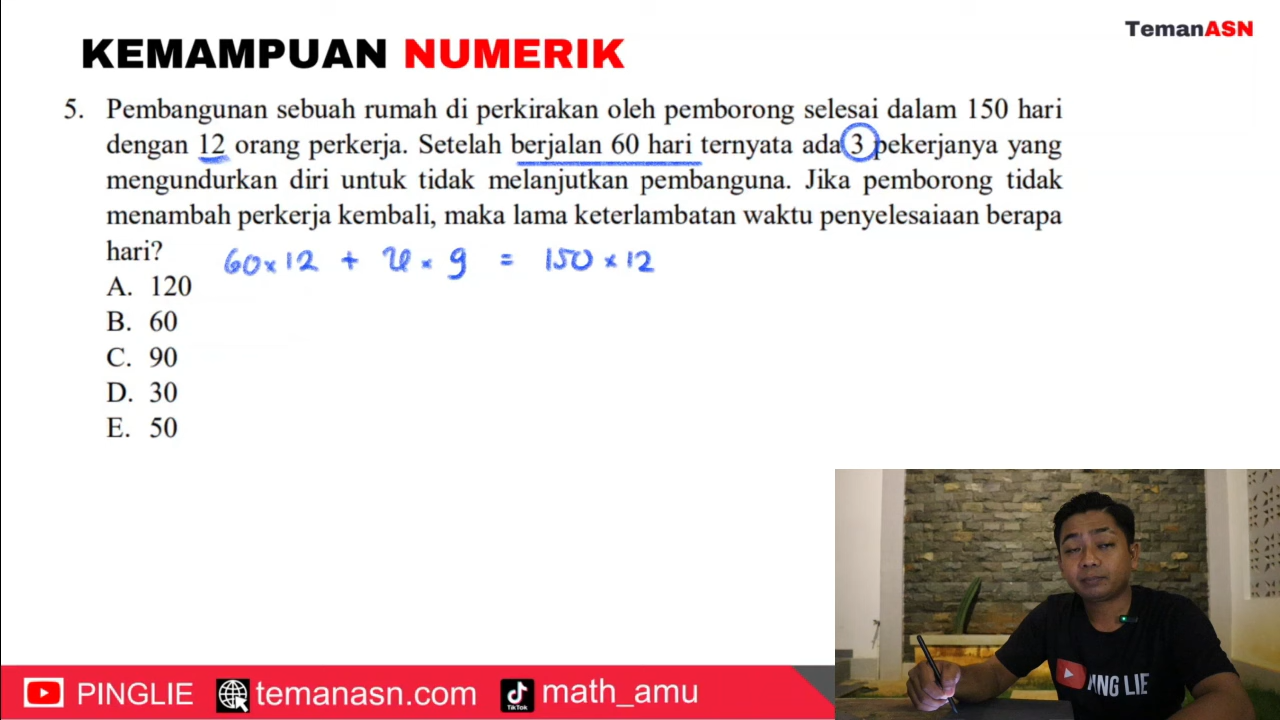 TemanASN
KEMAMPUAN NUMERIK
5. Pembangunan sebuah rumah di perkirakan oleh pemborong selesai dalam 150 hari
dengan 12 orang perkerja. Setelah berjalan 60 hari ternyata ada 3 pekerjanya yang
mengundurkan diri untuk tidak melanjutkan pembanguna. Jika pemborong tidak
menambah perkerja kembali, maka lama keterlambatan waktu penyelesaiaan berapa
hari?
60 × 12 + x × 9 = 150 × 12
A. 120
B. 60
C. 90
D. 30
E. 50
PING LIE
PINGLIE temanasn.com TikTok math_amu